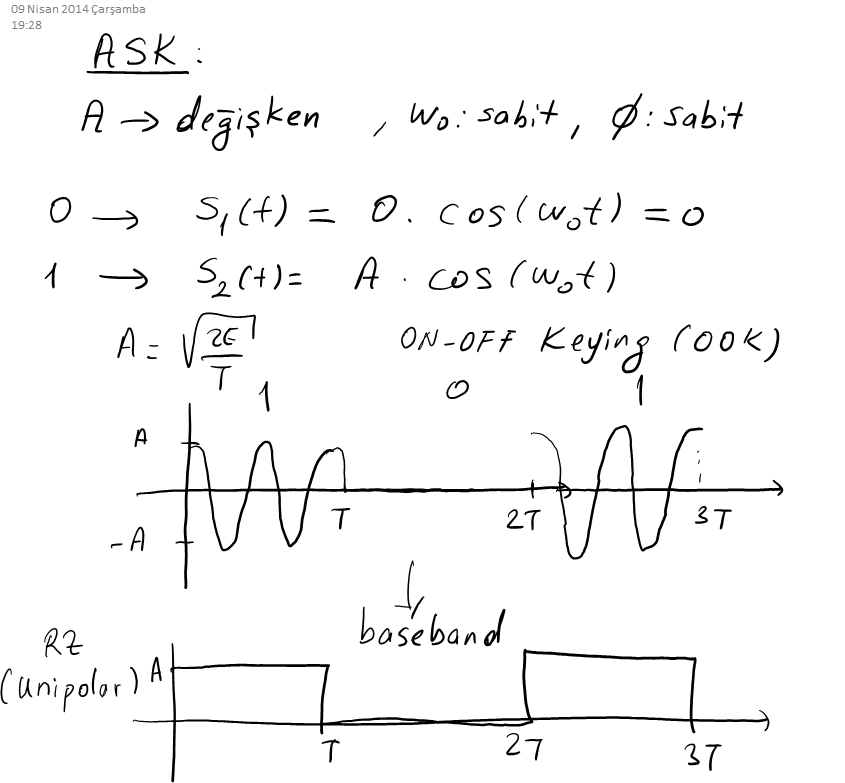 09 Nisan 2014 Çarşamba
19:28
ASK:
A → değişken , w₀: sabit, ϕ: sabit
0 → S₁(t) = 0. cos(w₀t) = 0
1 → S₂(t) = A . cos(w₀t)
A = √(2E/T) ON-OFF Keying (OOK)
1 0 1
A
-A
T 2T 3T
baseband
RZ
(unipolar) A
T 2T 3T